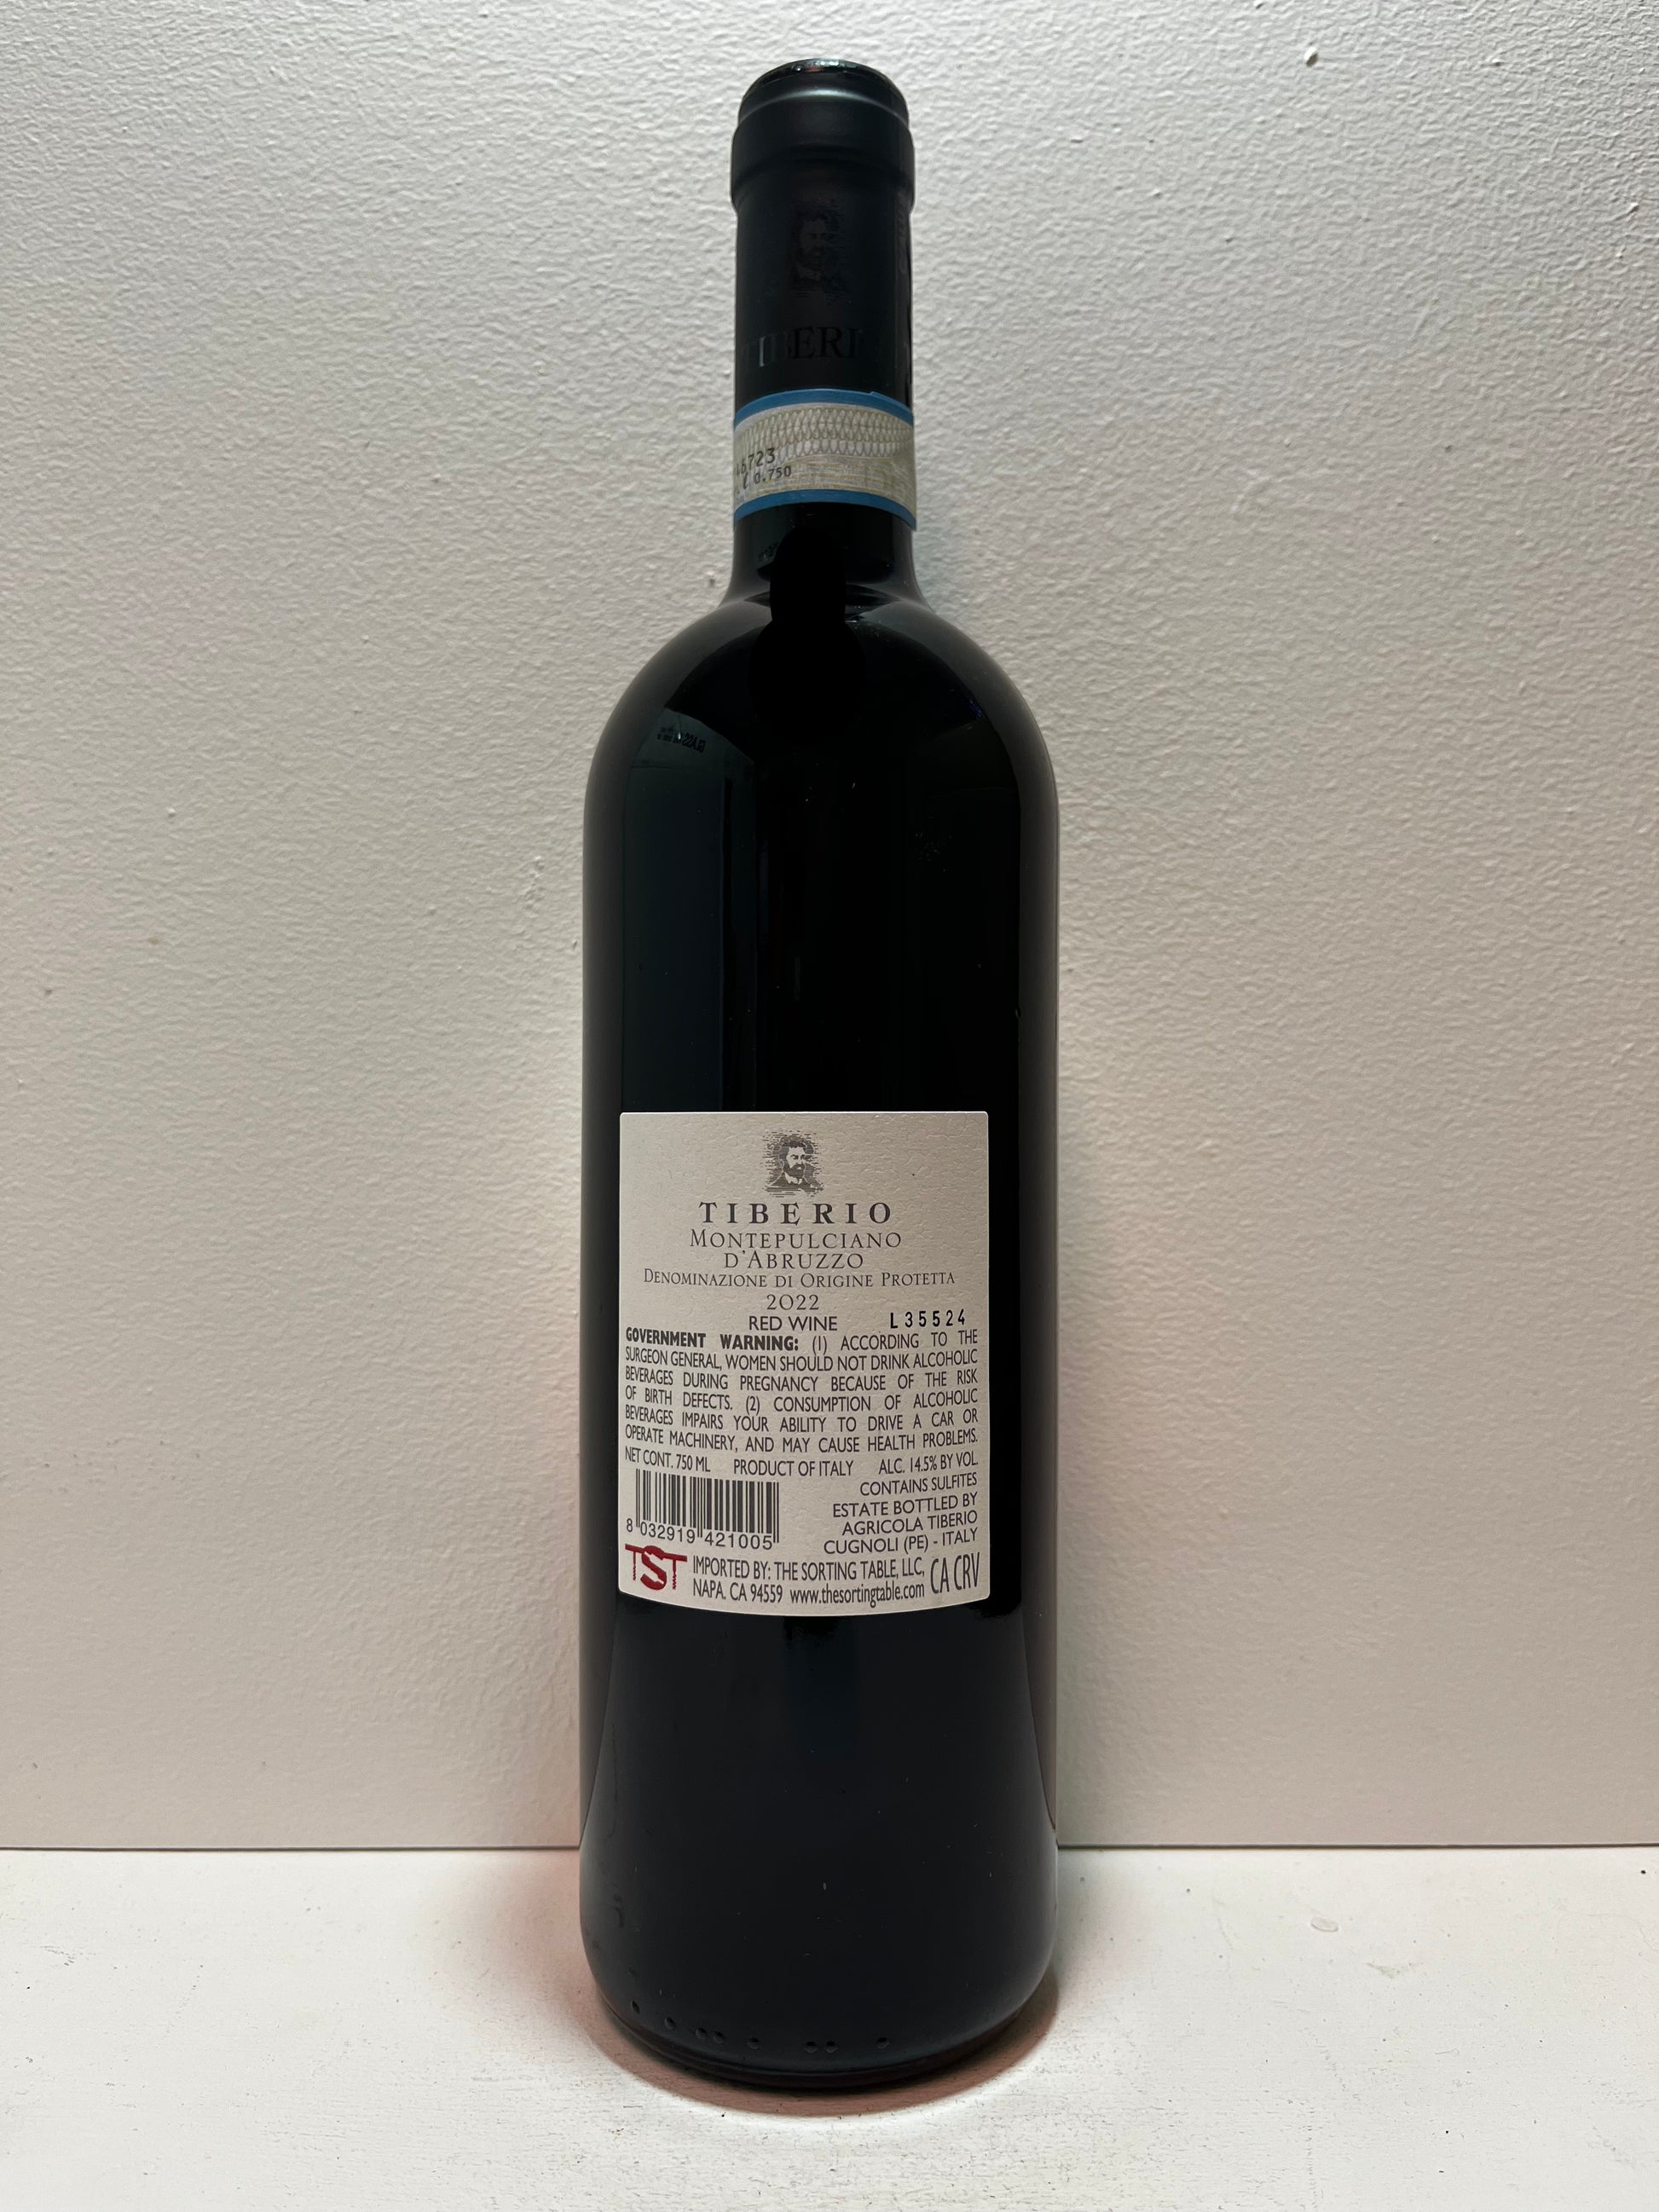 TIBERI
46723
ℓ 0.750
TIBERIO
MONTEPULCIANO
D'ABRUZZO
DENOMINAZIONE DI ORIGINE PROTETTA
2022
RED WINE L35524
GOVERNMENT WARNING: (1) ACCORDING TO THE
SURGEON GENERAL, WOMEN SHOULD NOT DRINK ALCOHOLIC
BEVERAGES DURING PREGNANCY BECAUSE OF THE RISK
OF BIRTH DEFECTS. (2) CONSUMPTION OF ALCOHOLIC
BEVERAGES IMPAIRS YOUR ABILITY TO DRIVE A CAR OR
OPERATE MACHINERY, AND MAY CAUSE HEALTH PROBLEMS.
NET CONT. 750 ML PRODUCT OF ITALY ALC. 14.5% BY VOL.
CONTAINS SULFITES
ESTATE BOTTLED BY
AGRICOLA TIBERIO
CUGNOLI (PE) - ITALY
8 032919 421005
TST IMPORTED BY: THE SORTING TABLE, LLC, CA CRV
NAPA. CA 94559 www.thesortingtable.com